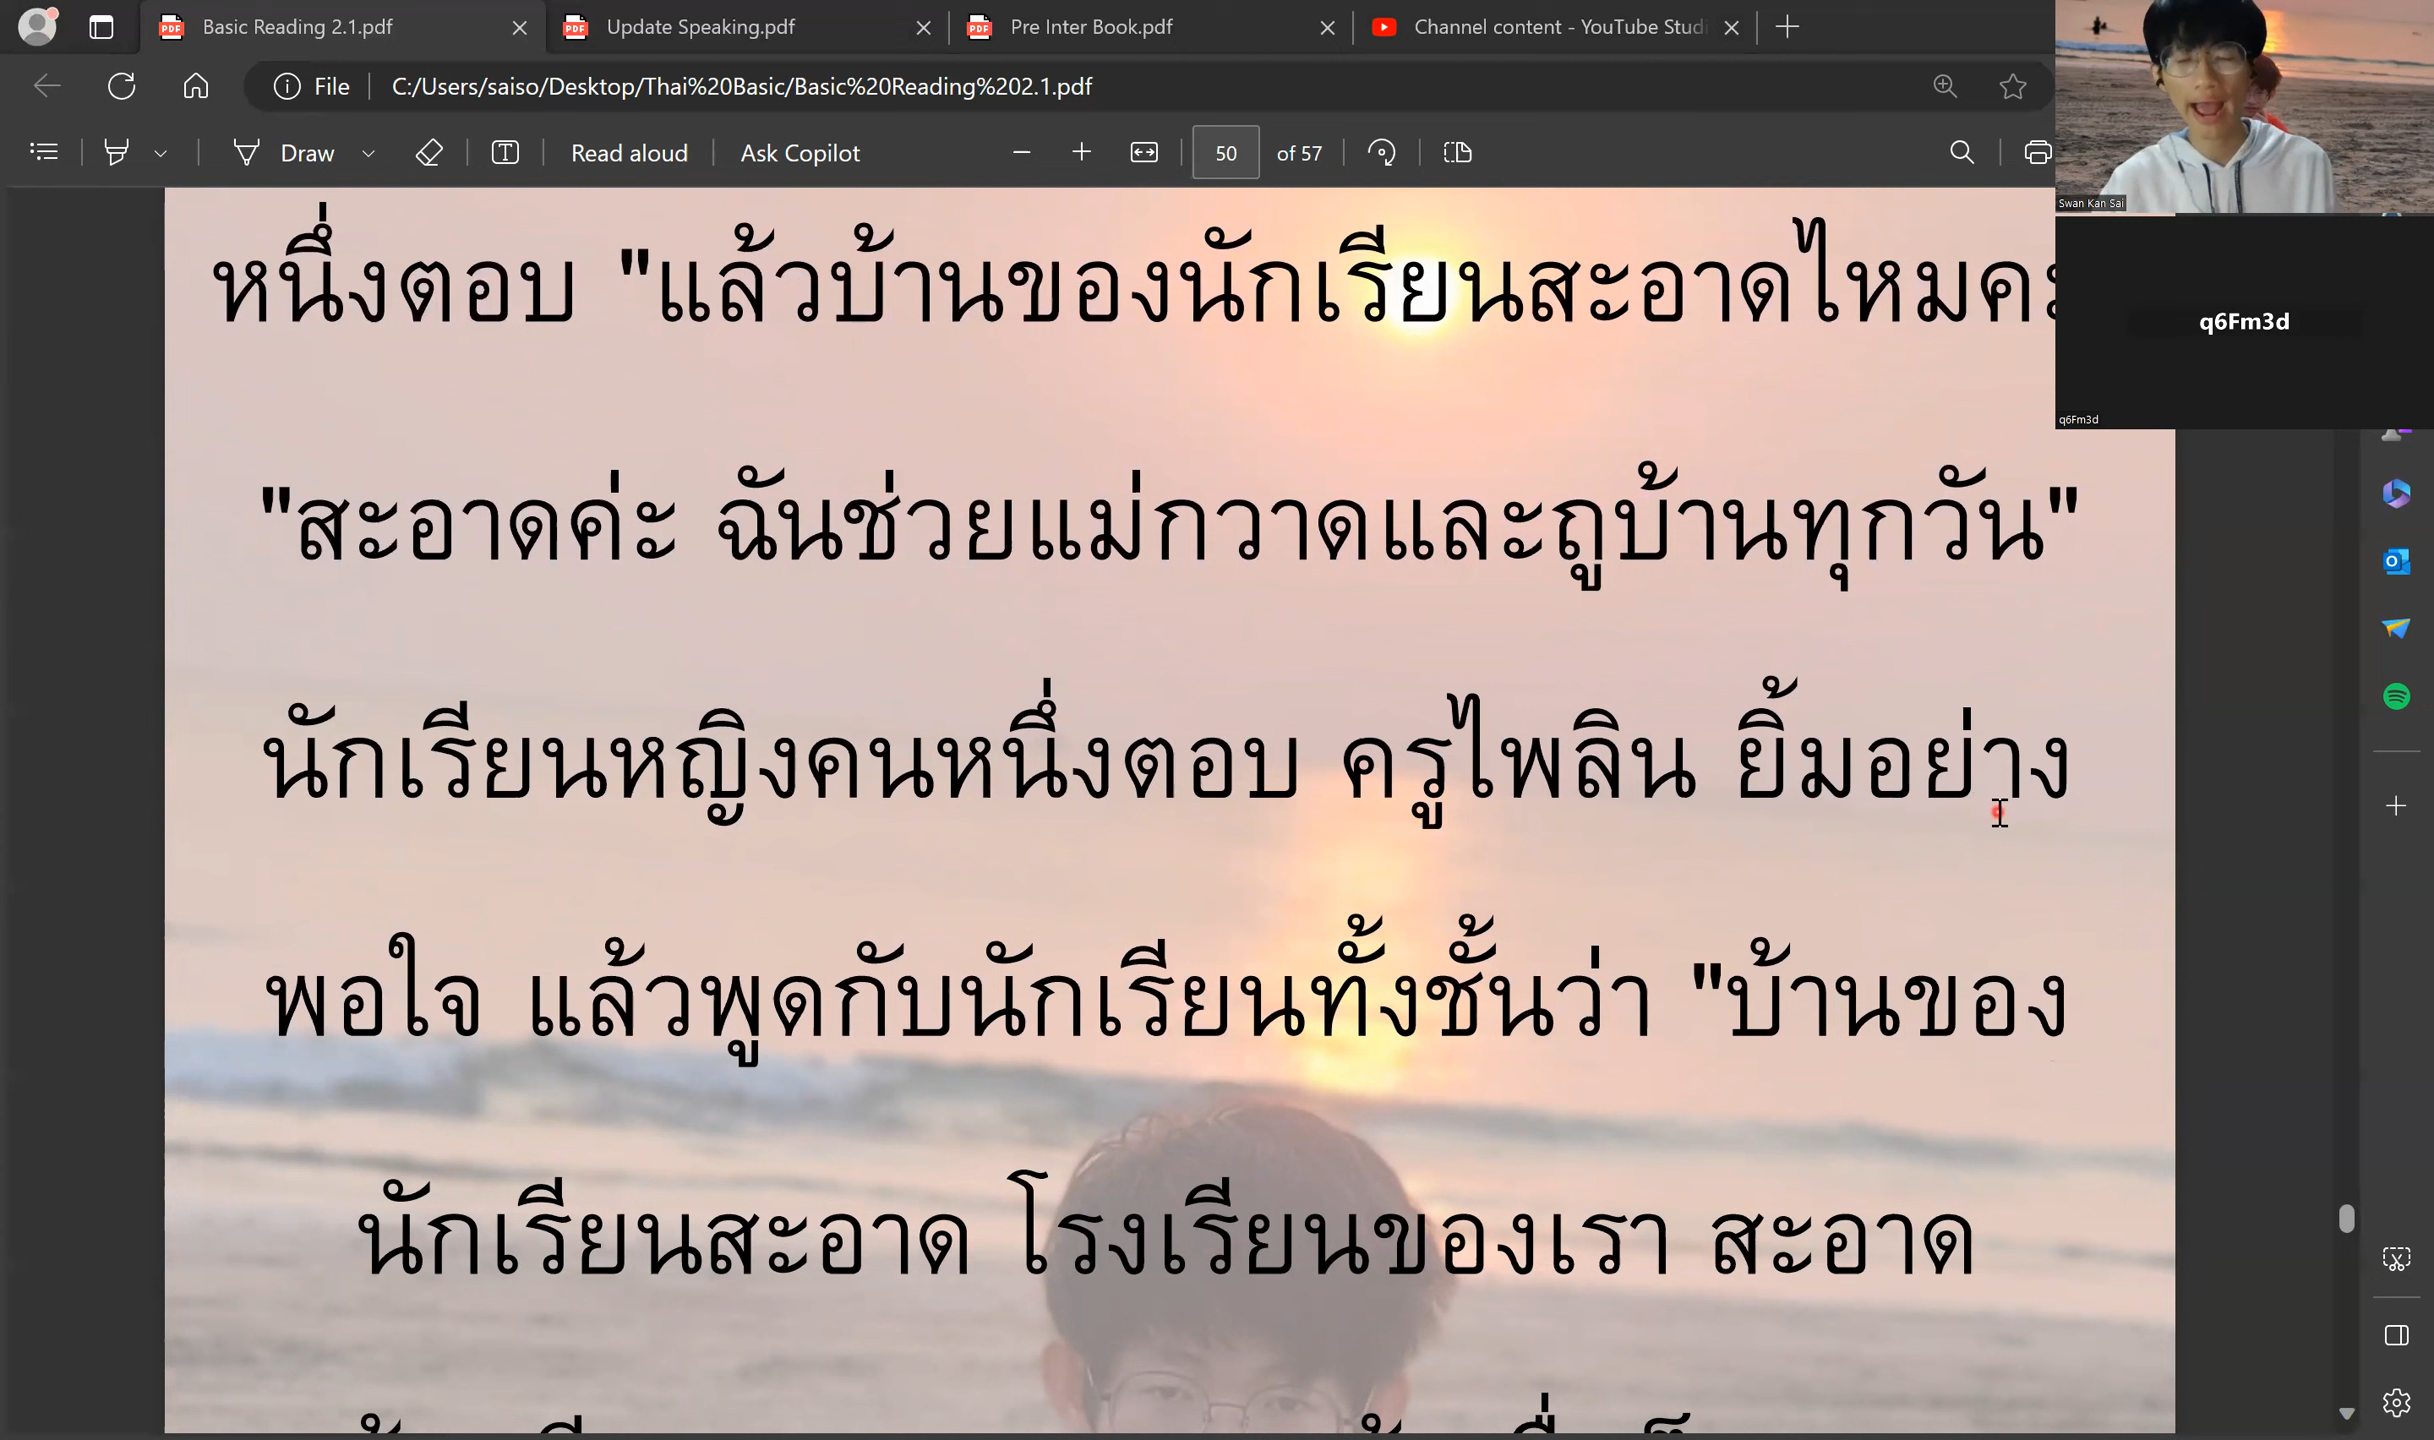 Basic Reading 2.1.pdf
Update Speaking.pdf
Pre Inter Book.pdf
Channel content - YouTube Studi
File
C:/Users/saiso/Desktop/Thai%20Basic/Basic%20Reading%202.1.pdf
Draw
Read aloud
Ask Copilot
50 of 57
Swan Kan Sai
q6Fm3d
q6Fm3d
หนึ่งตอบ "แล้วบ้านของนักเรียนสะอาดไหมคะ
"สะอาดค่ะ ฉันช่วยแม่กวาดและถูบ้านทุกวัน"
นักเรียนหญิงคนหนึ่งตอบ ครูไพลิน ยิ้มอย่าง
พอใจ แล้วพูดกับนักเรียนทั้งชั้นว่า "บ้านของ
นักเรียนสะอาด โรงเรียนของเรา สะอาด